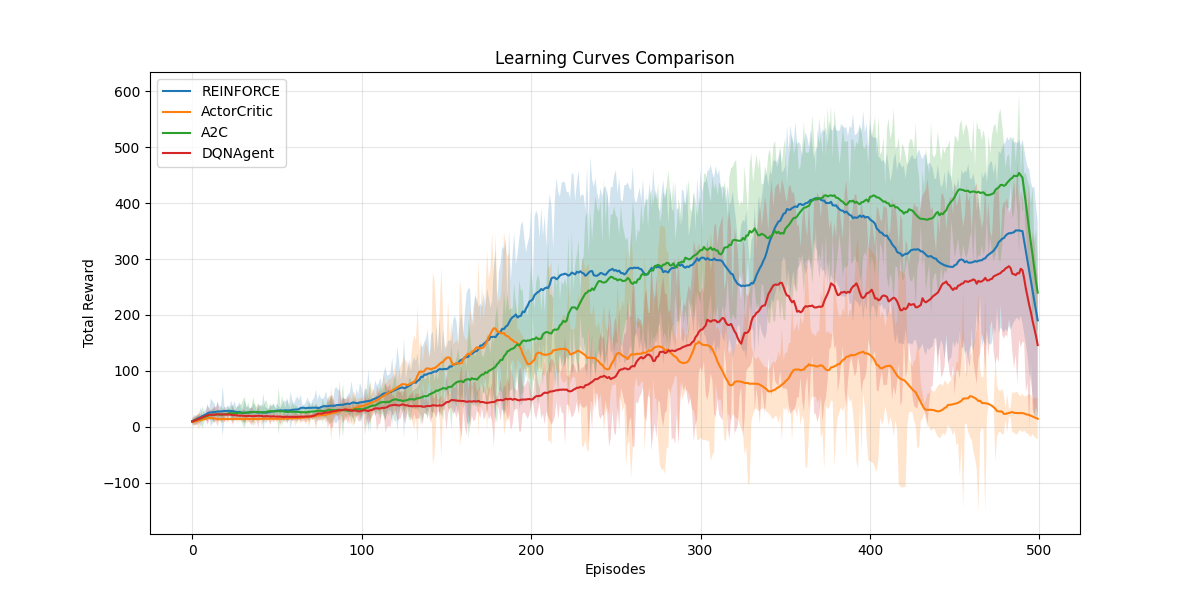 Learning Curves Comparison
REINFORCE
ActorCritic
A2C
DQNAgent
Total Reward
600
500
400
300
200
100
0
−100
0 100 200 300 400 500
Episodes